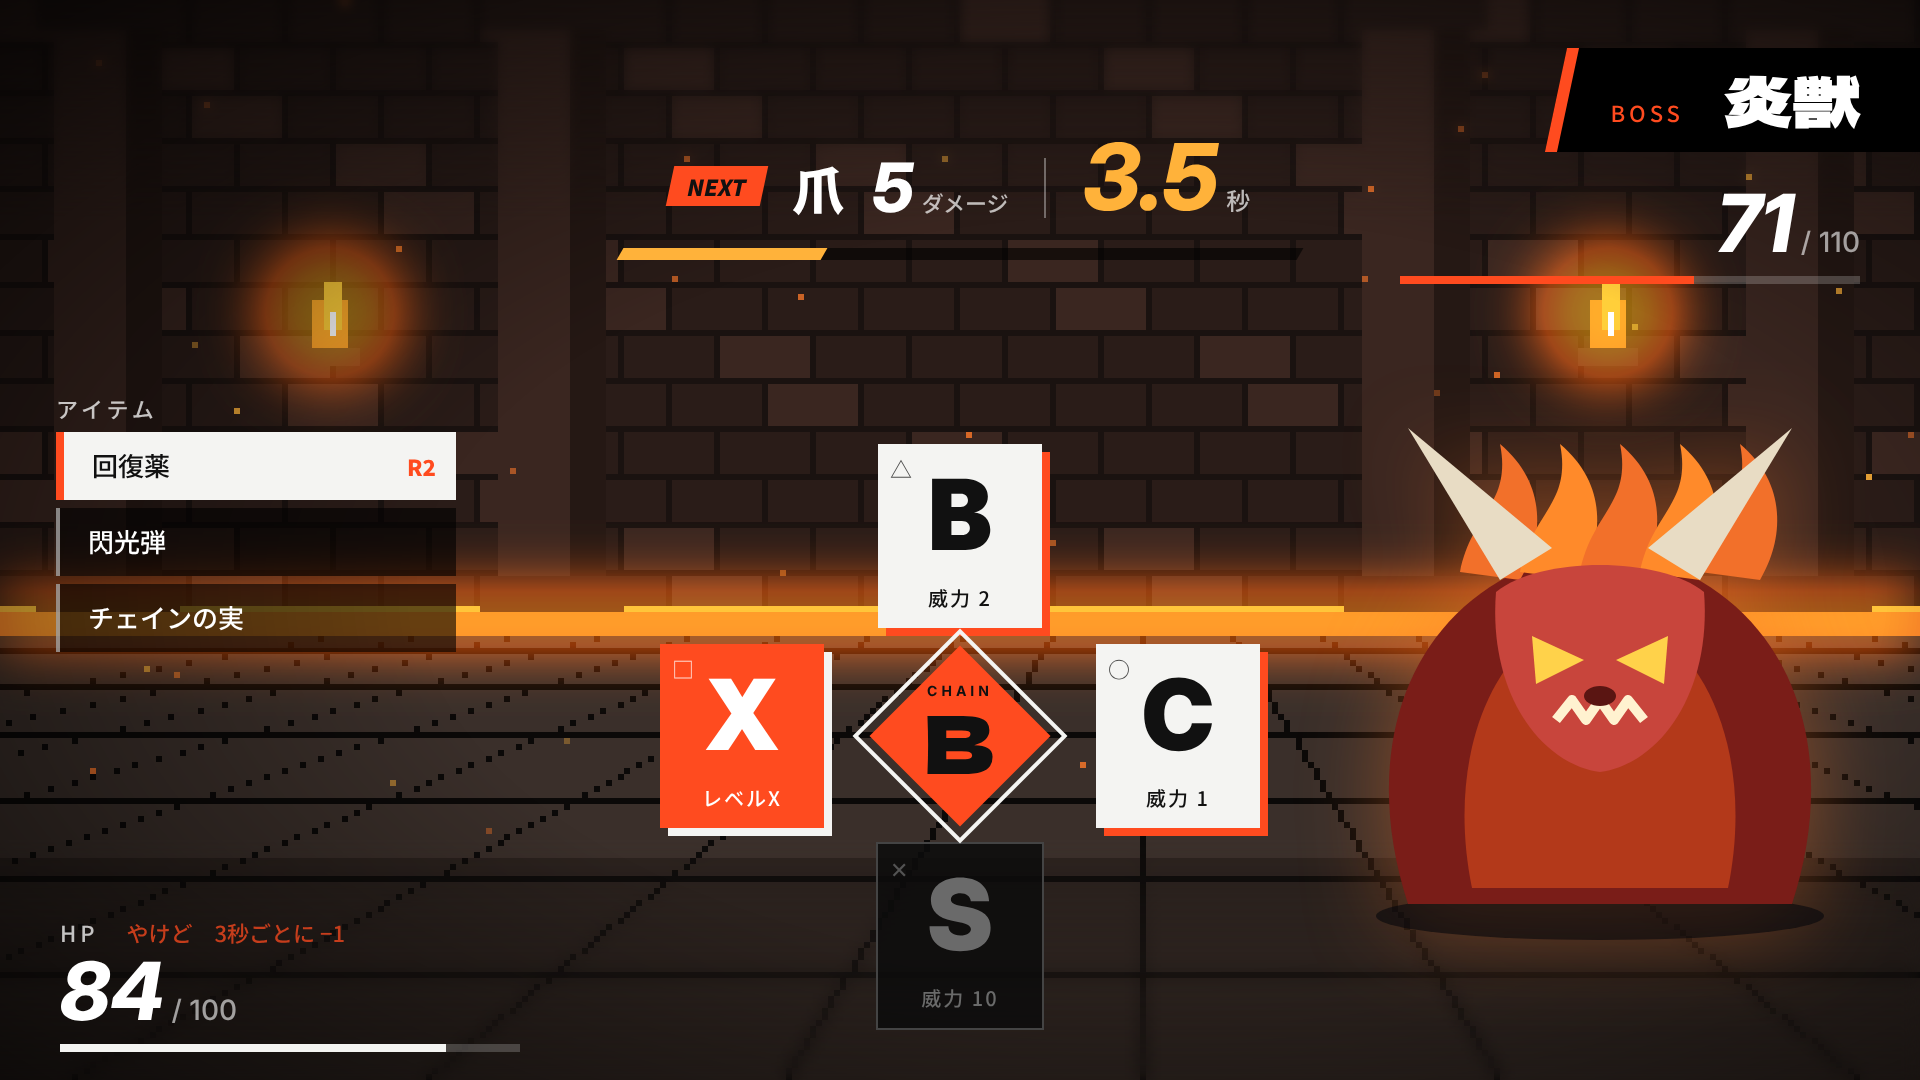 BOSS 炎獣
NEXT 爪 5 ダメージ 3.5 秒
71 / 110
アイテム
回復薬 R2
閃光弾
チェインの実
△
B
威力 2
□
X
レベルX
CHAIN
B
○
C
威力 1
×
S
威力 10
HP やけど 3秒ごとに −1
84 / 100